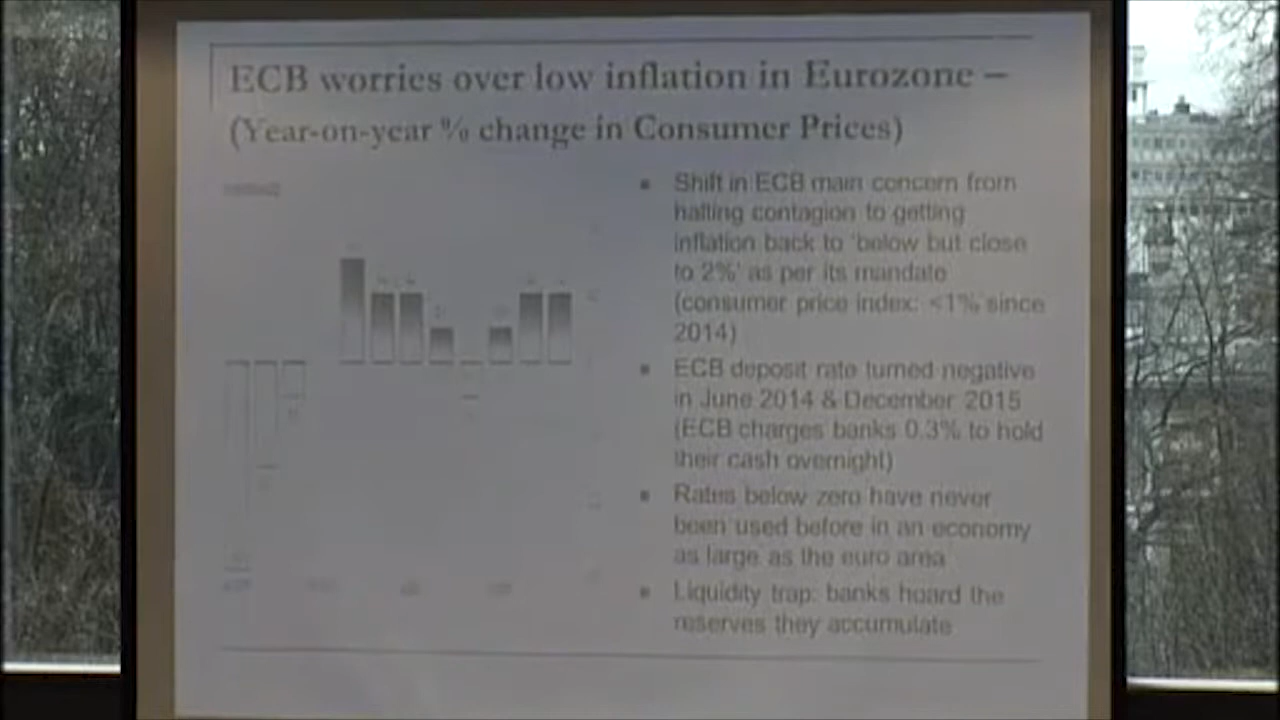 ECB worries over low inflation in Eurozone –
(Year-on-year % change in Consumer Prices)
▪ Shift in ECB main concern from
halting contagion to getting
inflation back to 'below but close
to 2%' as per its mandate
(consumer price index: <1% since
2014)
▪ ECB deposit rate turned negative
in June 2014 & December 2015
(ECB charges banks 0.3% to hold
their cash overnight)
▪ Rates below zero have never
been used before in an economy
as large as the euro area
▪ Liquidity trap: banks hoard the
reserves they accumulate